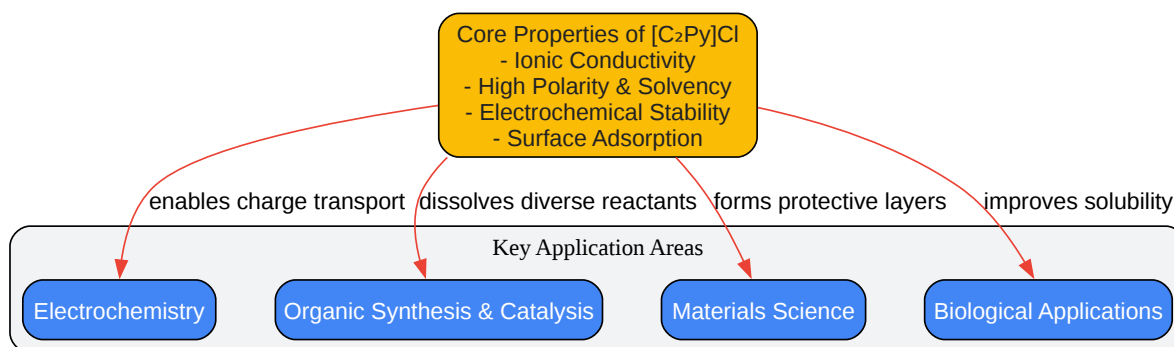 Core Properties of [C₂Py]Cl
- Ionic Conductivity
- High Polarity & Solvency
- Electrochemical Stability
- Surface Adsorption
enables charge transport
dissolves diverse reactants
forms protective layers
improves solubility
Key Application Areas
Electrochemistry
Organic Synthesis & Catalysis
Materials Science
Biological Applications